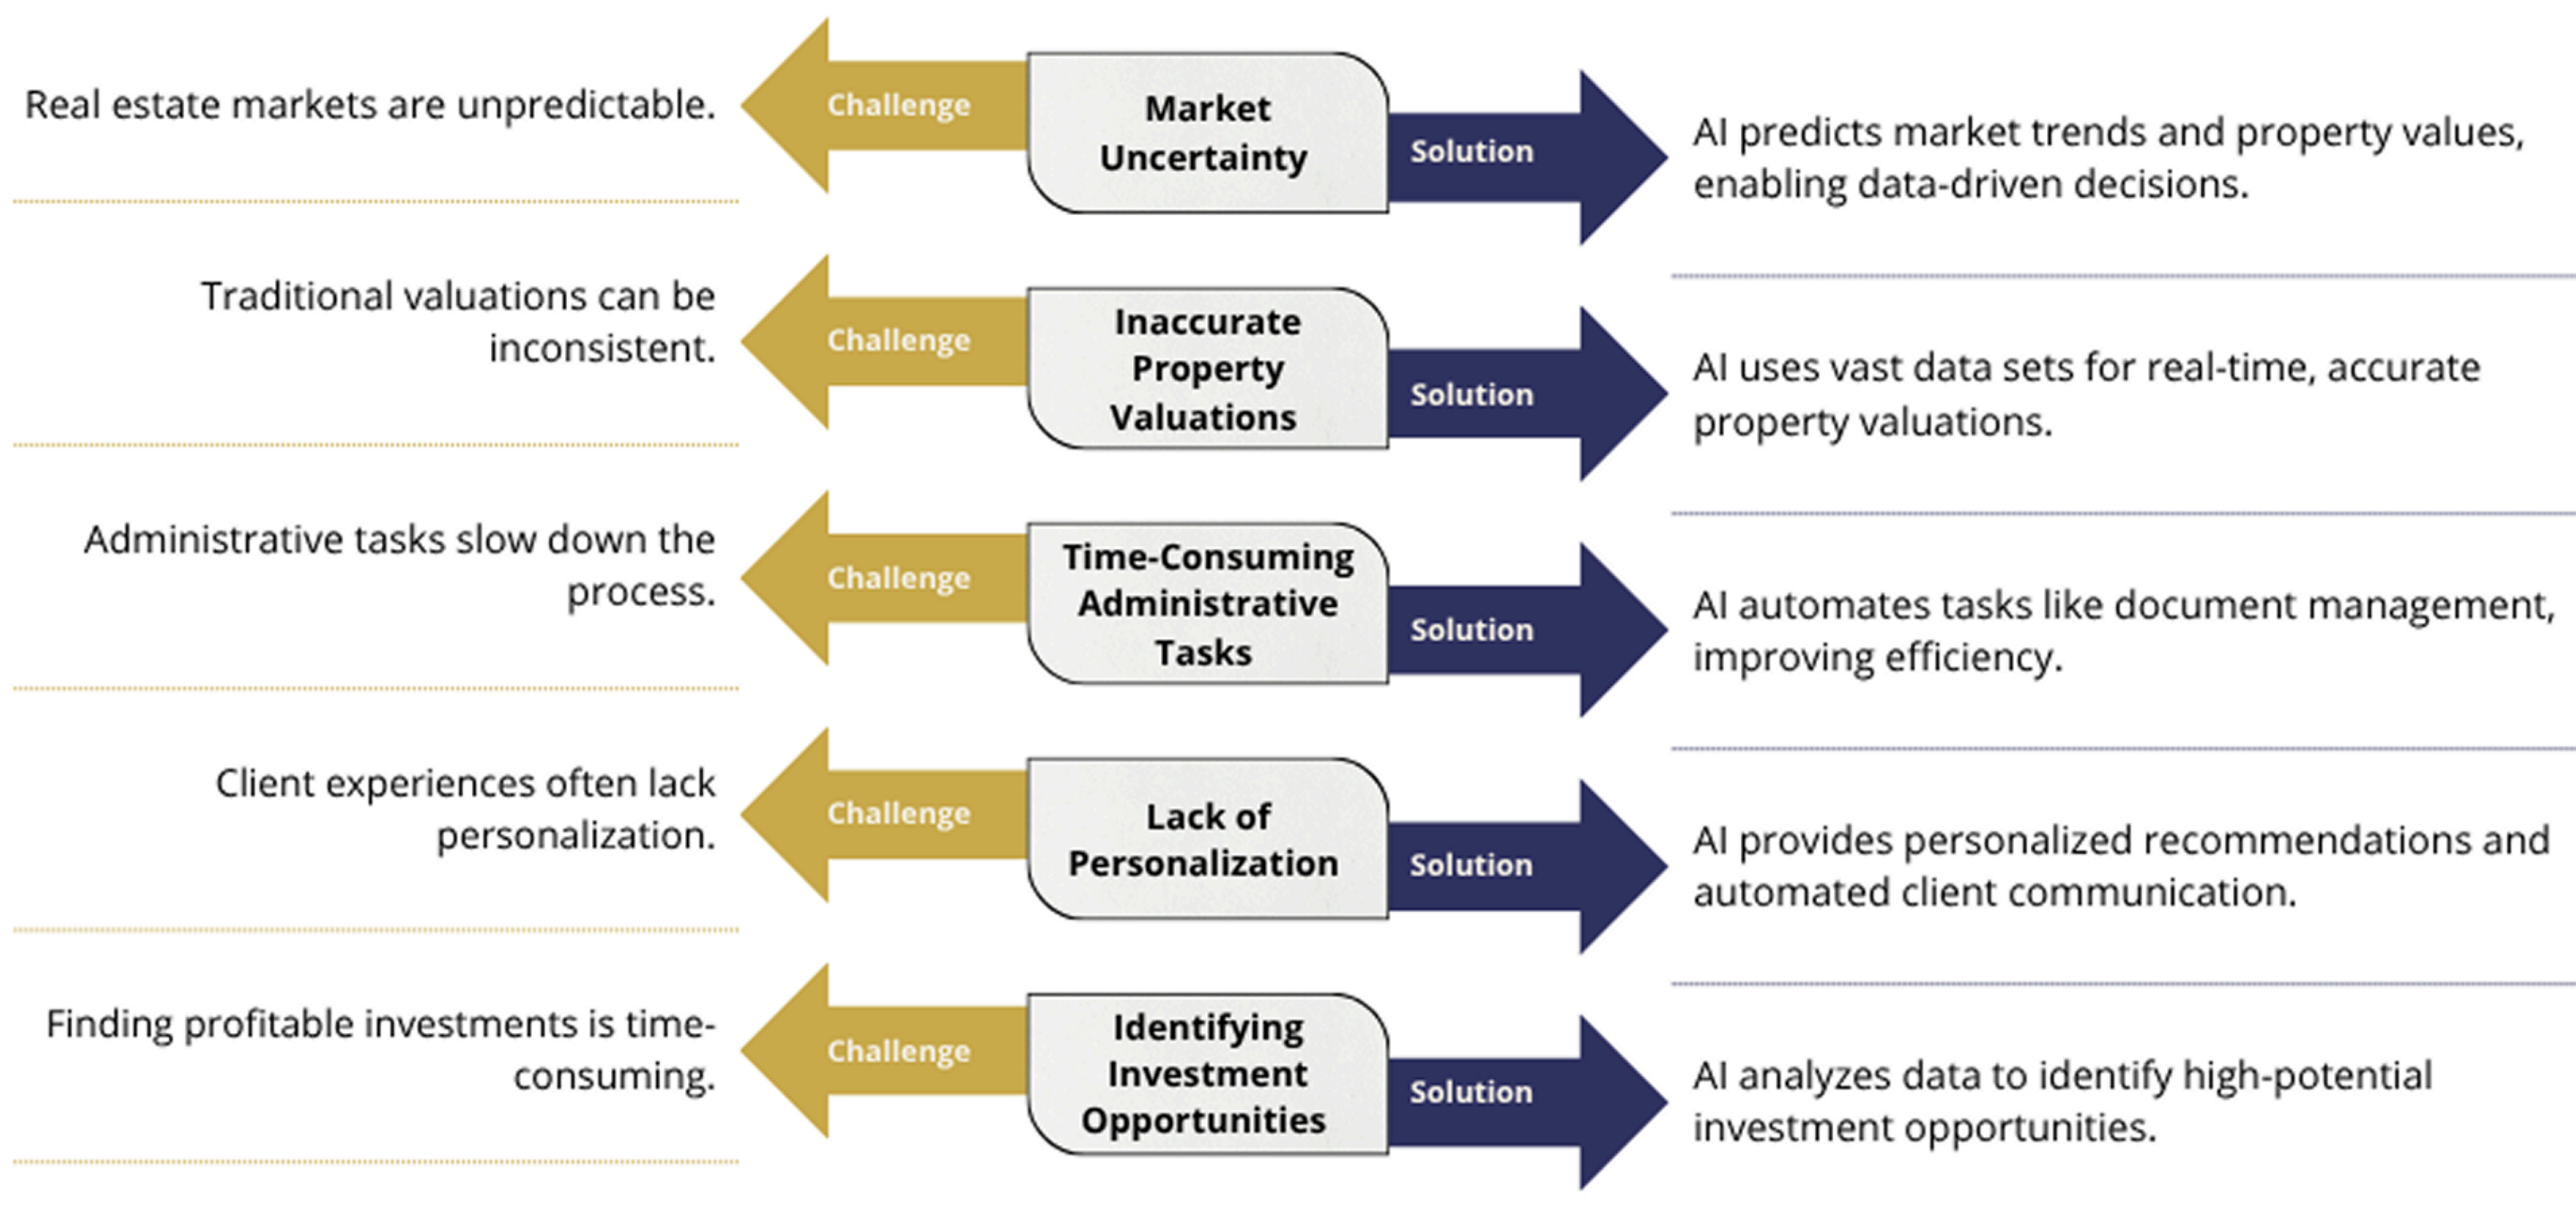 Real estate markets are unpredictable.
Challenge
Market
Uncertainty
Solution
AI predicts market trends and property values,
enabling data-driven decisions.
Traditional valuations can be
inconsistent.
Challenge
Inaccurate
Property
Valuations
Solution
AI uses vast data sets for real-time, accurate
property valuations.
Administrative tasks slow down the
process.
Challenge
Time-Consuming
Administrative
Tasks
Solution
AI automates tasks like document management,
improving efficiency.
Client experiences often lack
personalization.
Challenge
Lack of
Personalization
Solution
AI provides personalized recommendations and
automated client communication.
Finding profitable investments is time-
consuming.
Challenge
Identifying
Investment
Opportunities
Solution
AI analyzes data to identify high-potential
investment opportunities.